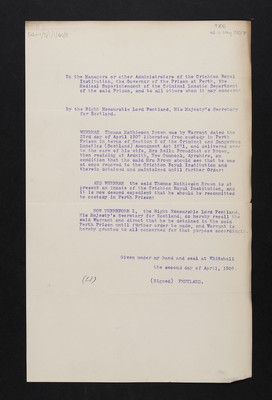 To the Managers or other Administrators of the Crichton Royal
Institution, the Governor of the Prison of Perth, the
Medical Superintendent of the Criminal Lunatic Department
of the said Prison, and to all others whom it may concern
By the Right Honourable Lord Pentland, His Majesty's Secretary
for Scotland.
WHEREAS Thomas Mathieson Brown was by Warrant dated the
22nd day of April 1907 liberated from custody in Perth
Prison in terms of Section 2 of the Criminal and Dangerous
Lunatics (Scotland) Amendment Act 1871, and delivered over
to the care of his wife, Mrs Brown,
then residing at New Cumnock, Ayrshire, on
condition that the said Mrs Brown should see that he was
at once removed to the Crichton Royal Institution and
thereby detained and maintained until further Order:
AND WHEREAS the said Thomas Mathieson Brown is at
present an inmate of the Crichton Royal Institution, and
it is now deemed expedient that he should be recommitted
to custody in Perth Prison:
NOW THEREFORE I, the Right Honourable Lord Pentland,
His Majesty's Secretary for Scotland, do hereby recall the
said Warrant and direct that he be detained in the said
Perth Prison until further order be made, and Warrant is
hereby granted to all concerned for that purpose accordingly.
Given under my hand and seal at Whitehall
the second day of April,
(Signed) PENTLAND.